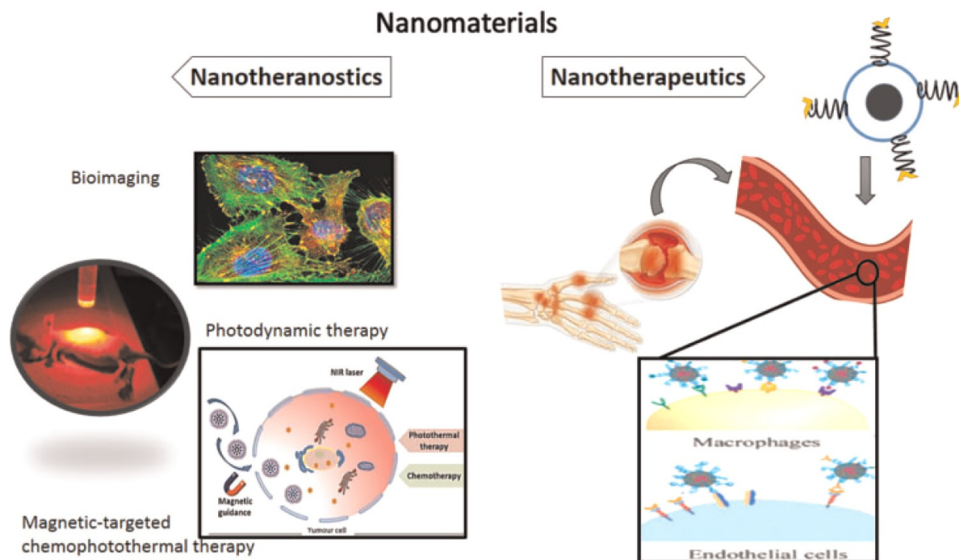 Nanomaterials
Nanotheranostics
Nanotherapeutics
Bioimaging
Photodynamic therapy
NIR laser
Photothermal
therapy
Chemotherapy
Magnetic
guidance
Tumour cell
Magnetic-targeted
chemophotothermal therapy
Macrophages
Endothelial cells